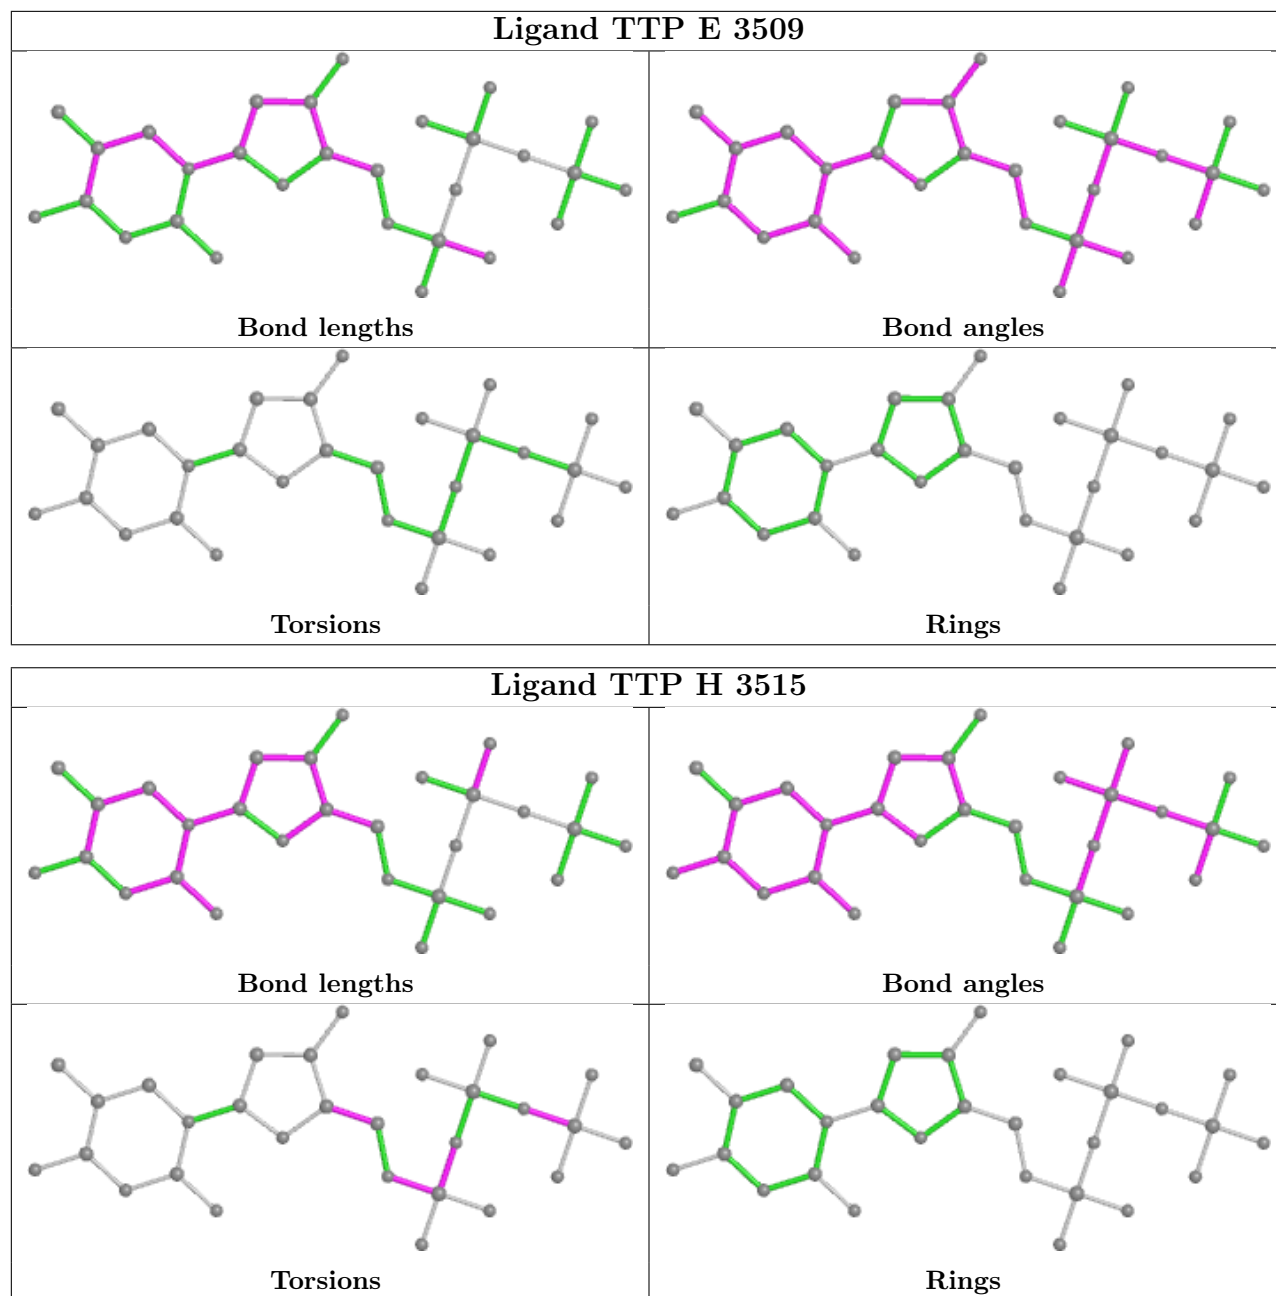 Ligand TTP E 3509
Bond lengths
Bond angles
Torsions
Rings
Ligand TTP H 3515
Bond lengths
Bond angles
Torsions
Rings